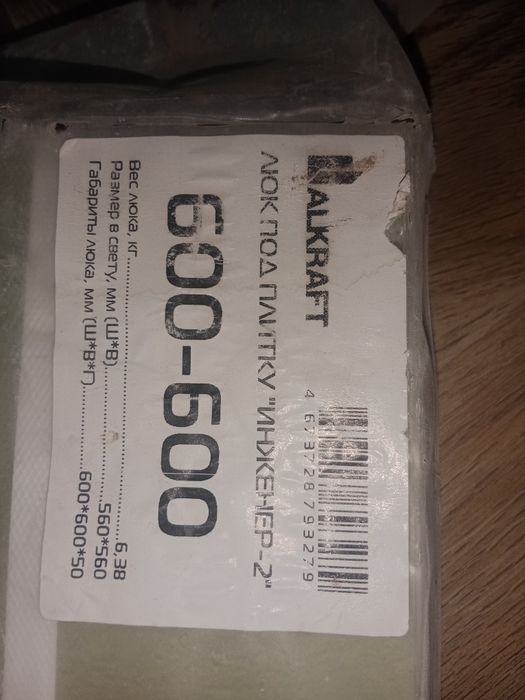 HALKRAFT
4 673728 793279
ЛЮК ПОД ПЛИТКУ "ИНЖЕНЕР-2"
600-600
Вес люка, кг..........6,38
Размер в свету, мм (Ш*В)..........560*560
Габариты люка, мм (Ш*В*Г)..........600*600*50